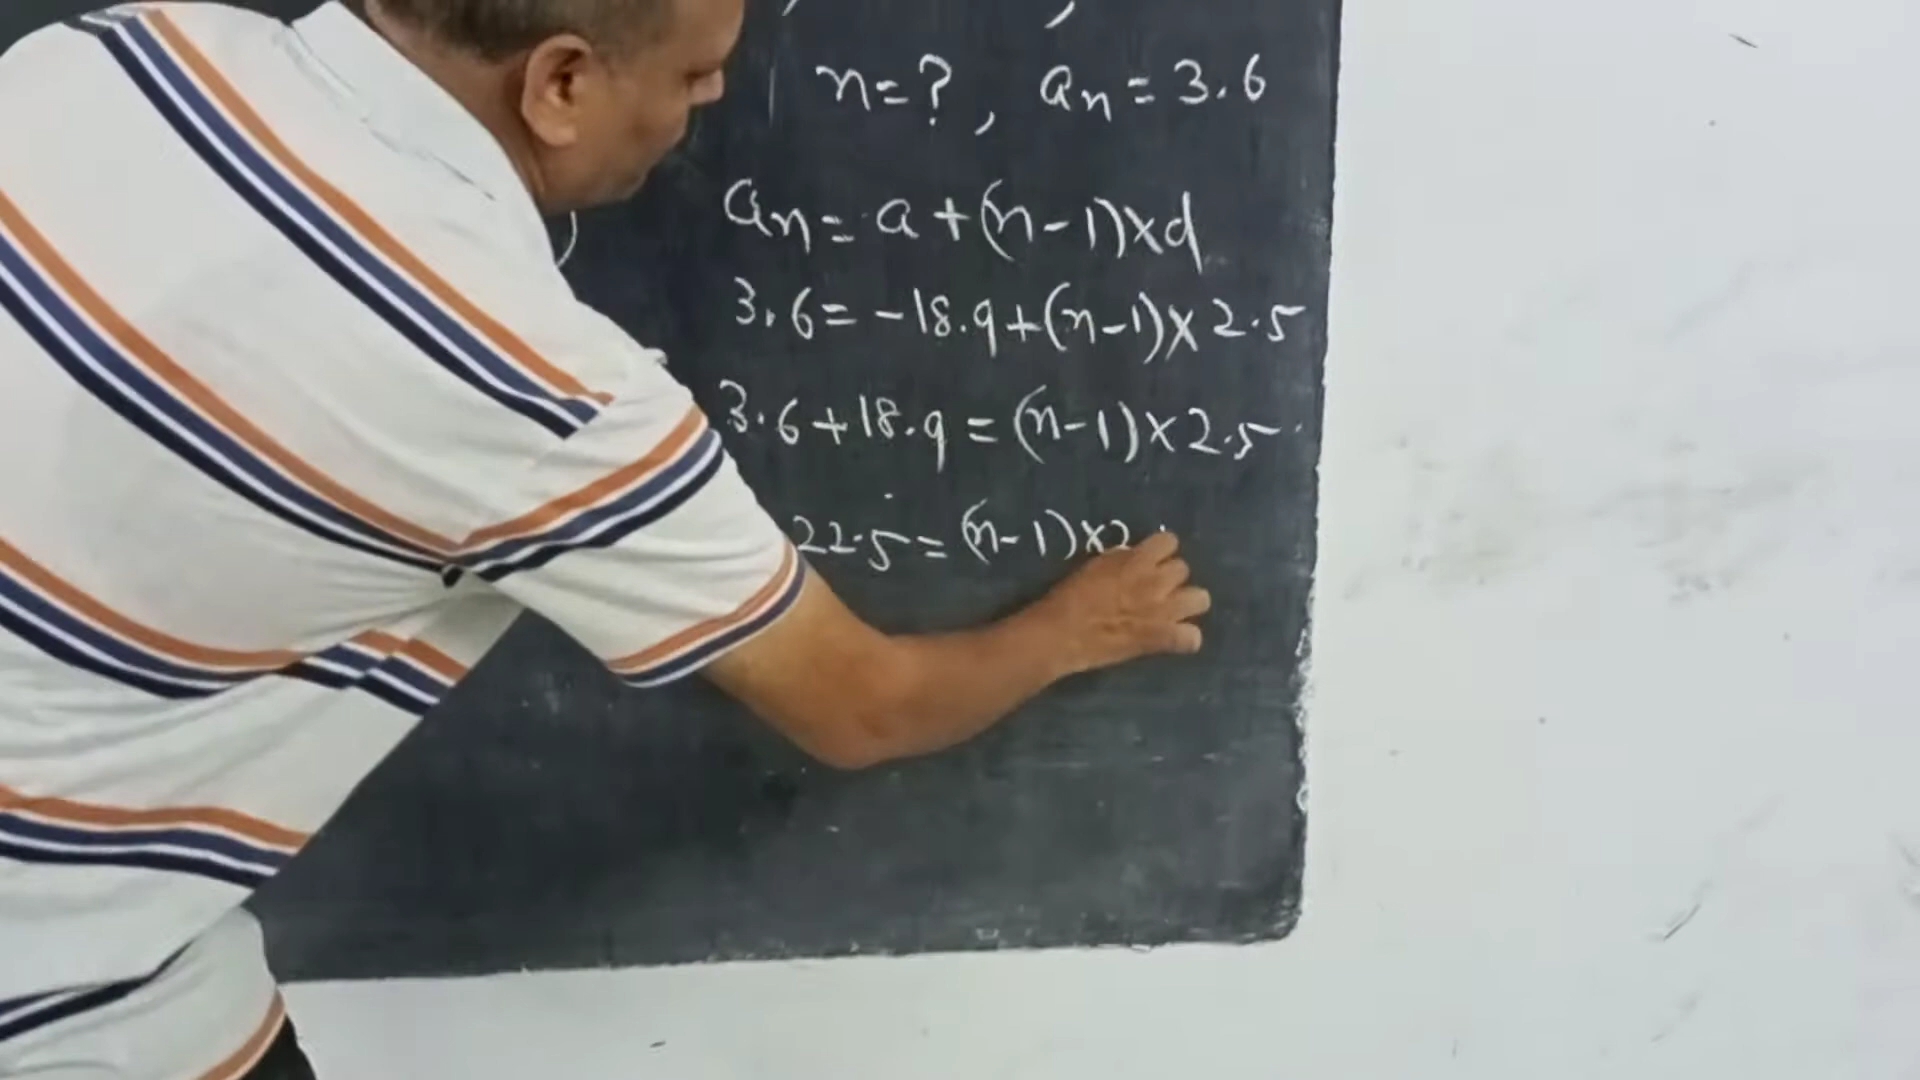 n=?, an = 3.6
an = a + (n-1)×d
3.6 = -18.9+(n-1)×2.5
3.6+18.9 = (n-1)×2.5
22.5 = (n-1)×2.